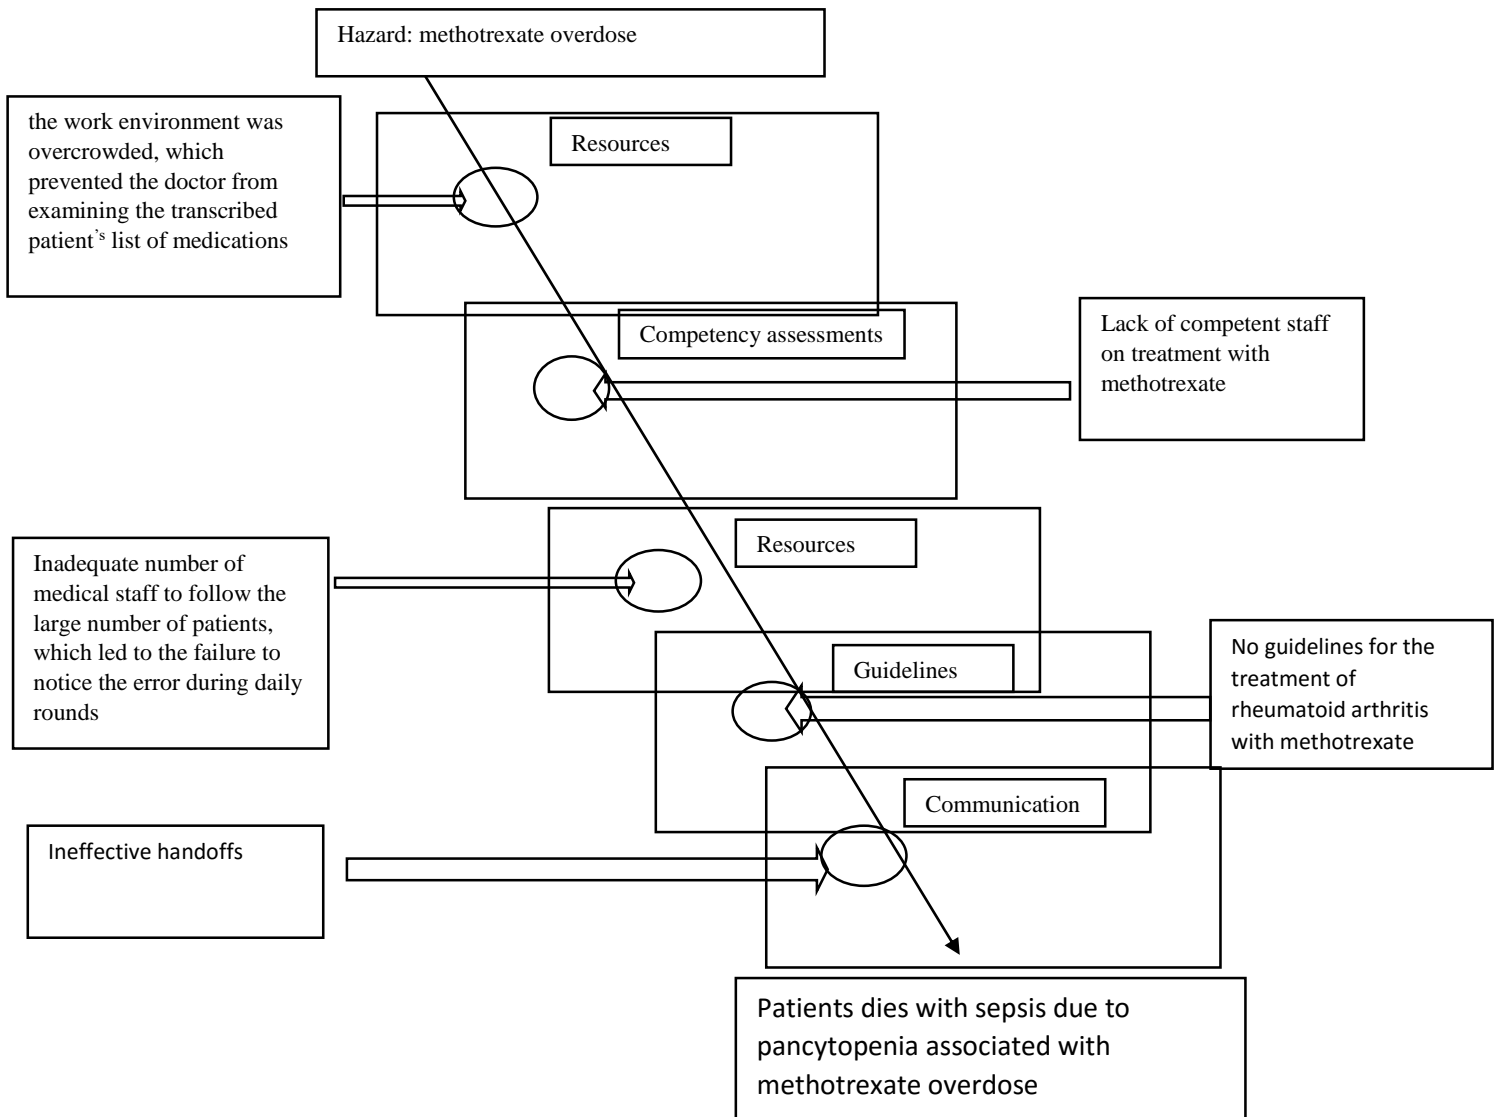 Hazard: methotrexate overdose
the work environment was
overcrowded, which
prevented the doctor from
examining the transcribed
patient's list of medications
Resources
Competency assessments
Lack of competent staff
on treatment with
methotrexate
Inadequate number of
medical staff to follow the
large number of patients,
which led to the failure to
notice the error during daily
rounds
Resources
Guidelines
No guidelines for the
treatment of
rheumatoid arthritis
with methotrexate
Communication
Ineffective handoffs
Patients dies with sepsis due to
pancytopenia associated with
methotrexate overdose